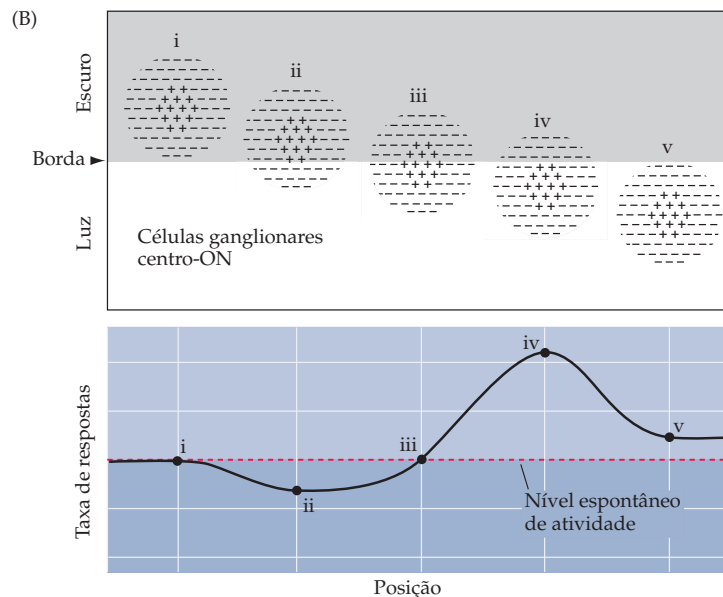 (B)
Escuro
Borda
Luz
i
ii
iii
iv
v
Células ganglionares
centro-ON
Taxa de respostas
i
ii
iii
iv
v
Nível espontâneo
de atividade
Posição